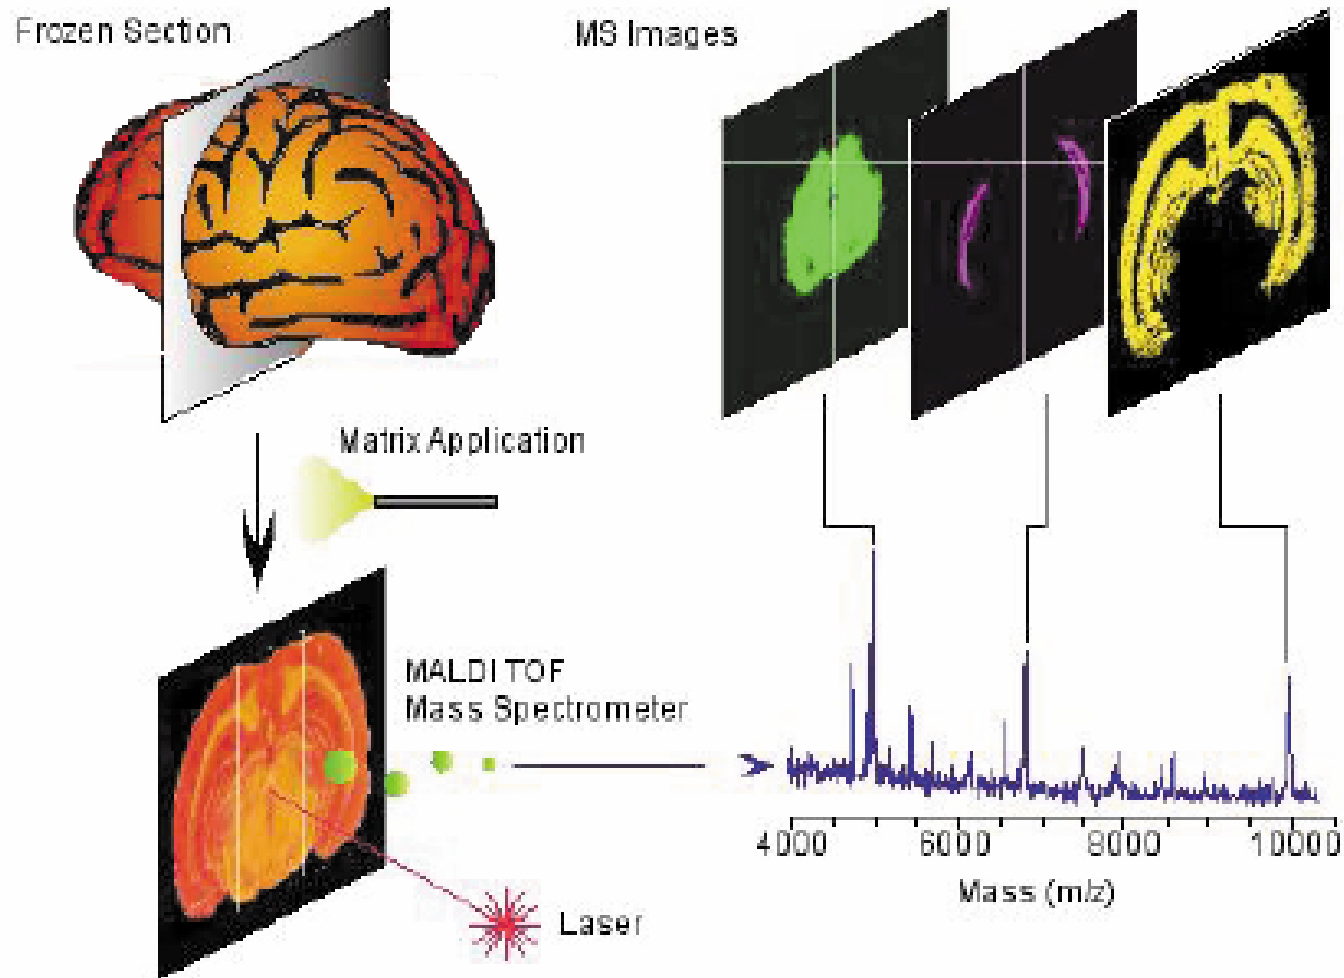 Frozen Section
MS Images
Matrix Application
MALDI TOF
Mass Spectrometer
Laser
4000 6000 8000 10000
Mass (m/z)